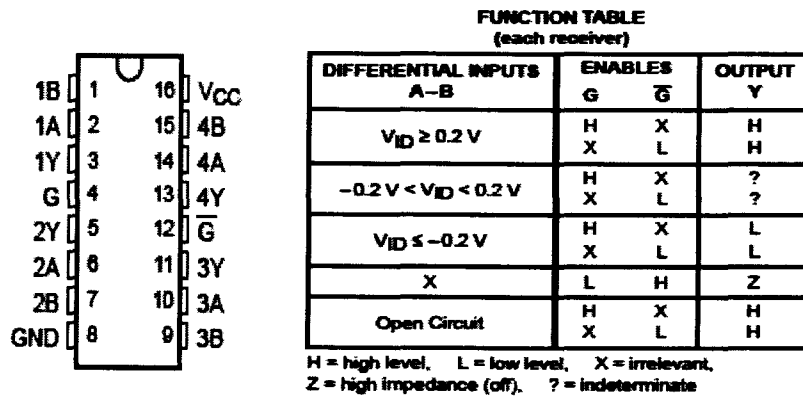 1B 1 16 VCC
1A 2 15 4B
1Y 3 14 4A
G 4 13 4Y
2Y 5 12 G̅
2A 6 11 3Y
2B 7 10 3A
GND 8 9 3B
FUNCTION TABLE
(each receiver)
DIFFERENTIAL INPUTS ENABLES OUTPUT
A–B G G̅ Y
VID ≥ 0.2 V H X H
X L H
–0.2 V < VID < 0.2 V H X ?
X L ?
VID ≤ –0.2 V H X L
X L L
X L H Z
Open Circuit H X H
X L H
H = high level, L = low level, X = irrelevant,
Z = high impedance (off), ? = indeterminate